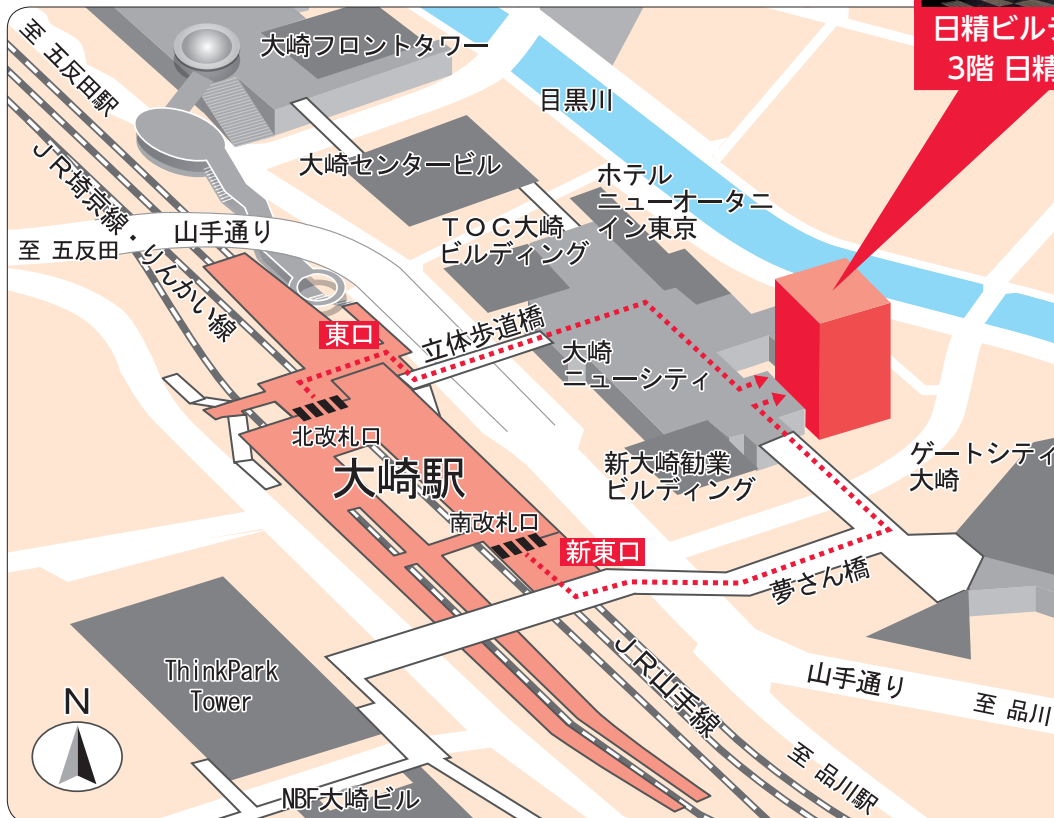 日精ビルデ
3階 日精
至 五反田駅
大崎フロントタワー
目黒川
大崎センタービル
ホテル
ニューオータニ
イン東京
JR埼京線・りんかい線
山手通り
至 五反田
TOC大崎
ビルディング
東口
立体歩道橋
大崎
ニューシティ
北改札口
大崎駅
新大崎勧業
ビルディング
ゲートシティ
大崎
南改札口
新東口
夢さん橋
ThinkPark
Tower
JR山手線
山手通り
至 品川
N
至 品川駅
NBF大崎ビル